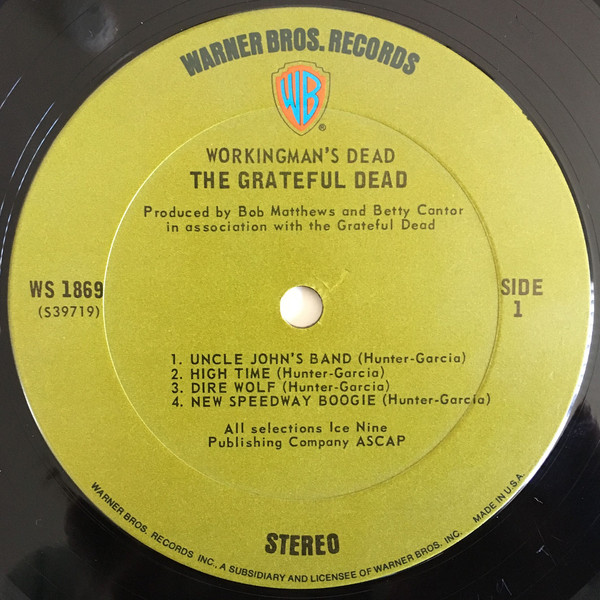 WARNER BROS. RECORDS
WB
®
WORKINGMAN'S DEAD
THE GRATEFUL DEAD
Produced by Bob Matthews and Betty Cantor
in association with the Grateful Dead
WS 1869
(S39719)
SIDE
1
1. UNCLE JOHN'S BAND (Hunter-Garcia)
2. HIGH TIME (Hunter-Garcia)
3. DIRE WOLF (Hunter-Garcia)
4. NEW SPEEDWAY BOOGIE (Hunter-Garcia)
All selections Ice Nine
Publishing Company ASCAP
STEREO
WARNER BROS. RECORDS INC., A SUBSIDIARY AND LICENSEE OF WARNER BROS. INC. MADE IN U.S.A.